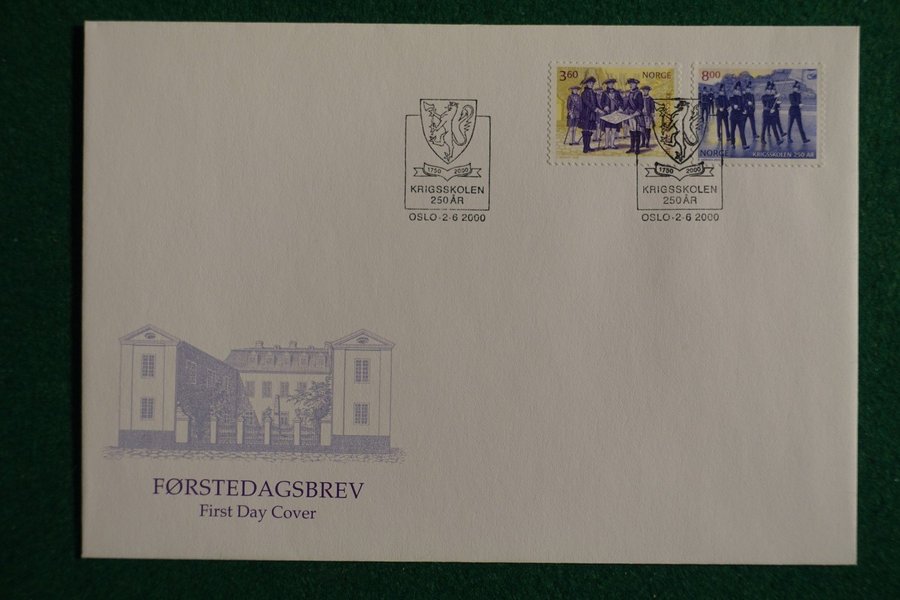 3.60 NORGE
8.00
NORGE KRIGSSKOLEN 250 ÅR
1750 2000
KRIGSSKOLEN
250 ÅR
OSLO-2-6 2000
1750 2000
KRIGSSKOLEN
250 ÅR
OSLO-2-6 2000
FØRSTEDAGSBREV
First Day Cover